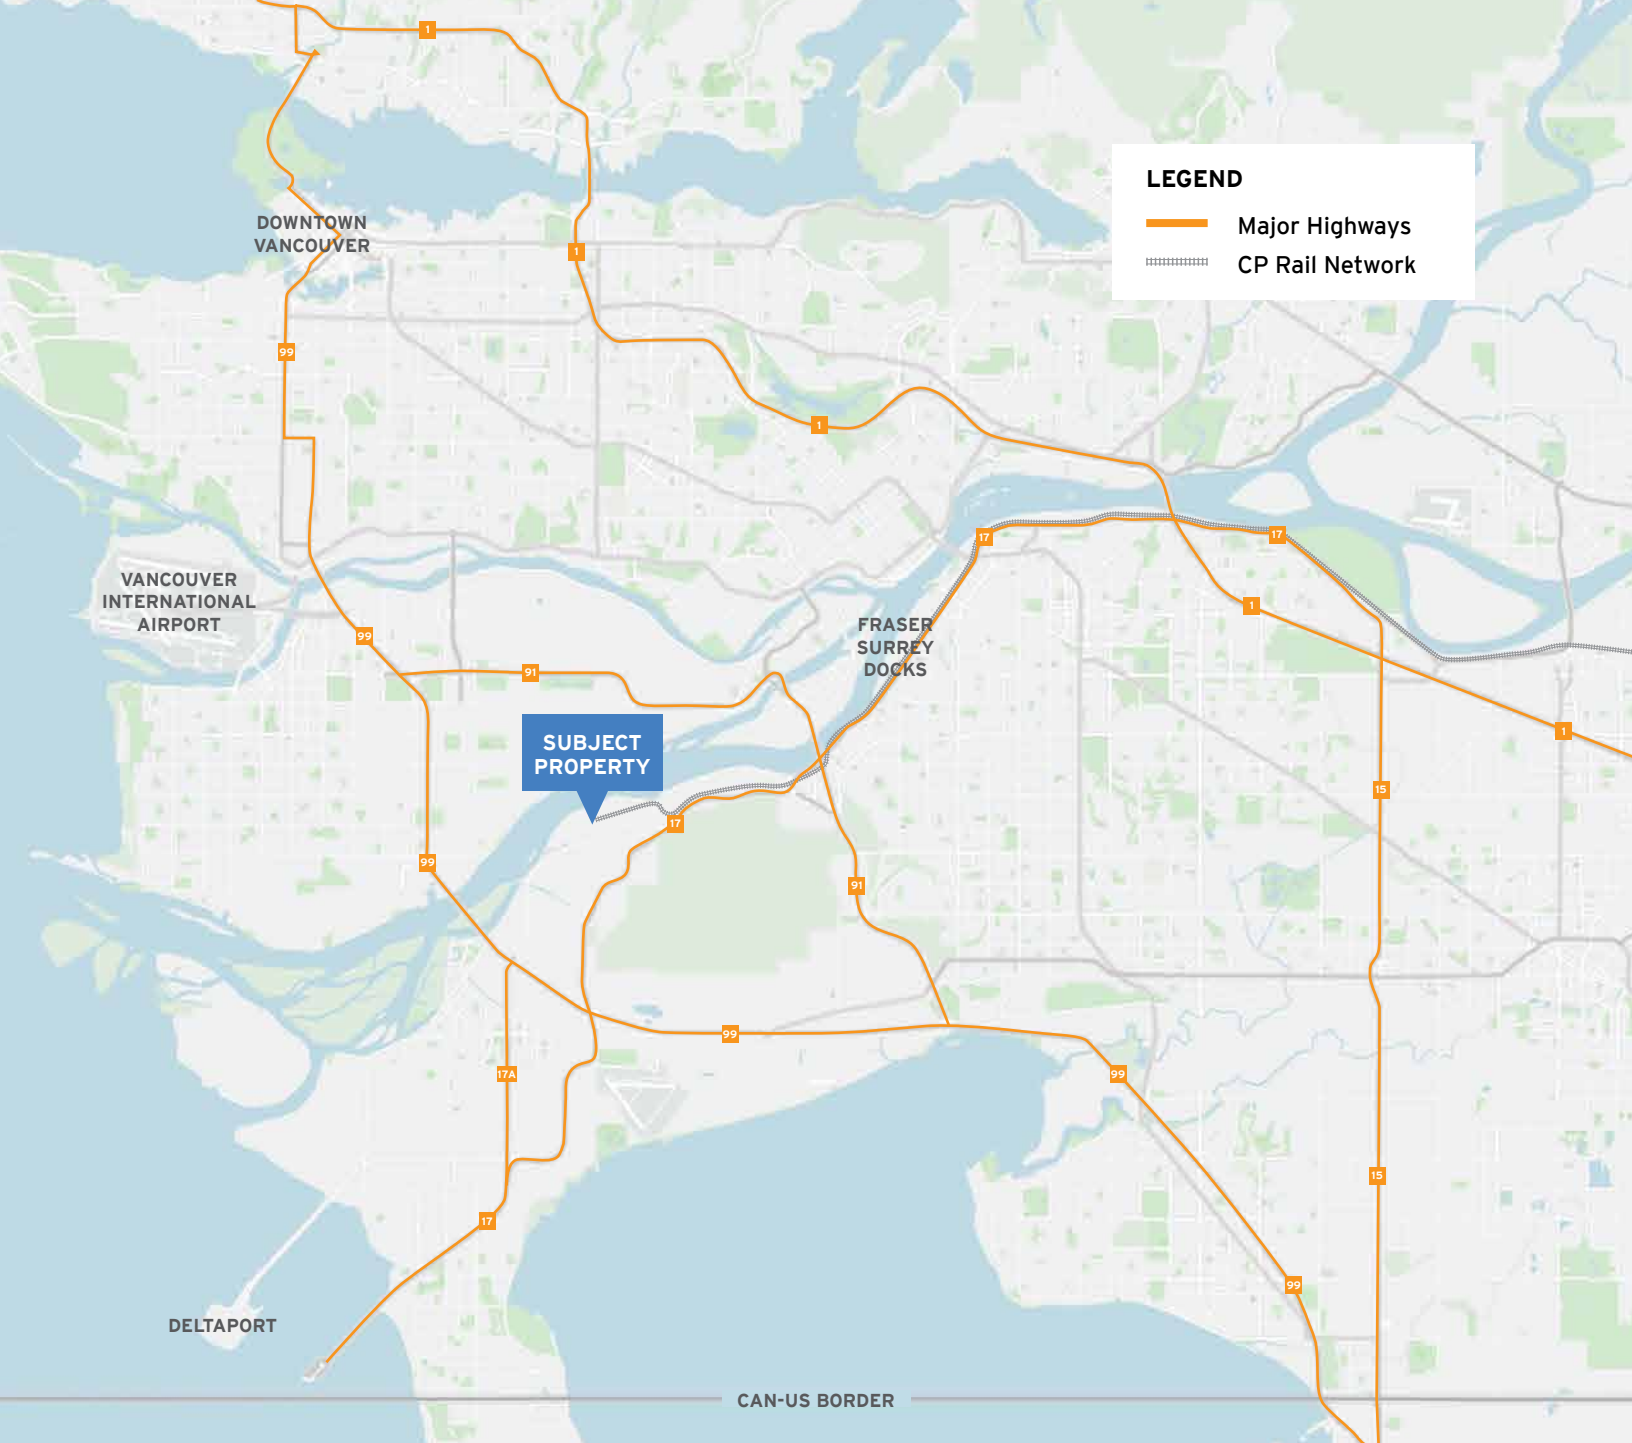 1
LEGEND
Major Highways
CP Rail Network
DOWNTOWN
VANCOUVER
1
99
1
17
17
VANCOUVER
INTERNATIONAL
AIRPORT
1
FRASER
SURREY
DOCKS
99
91
1
SUBJECT
PROPERTY
15
17
99
91
99
17A
99
15
17
99
DELTAPORT
CAN-US BORDER